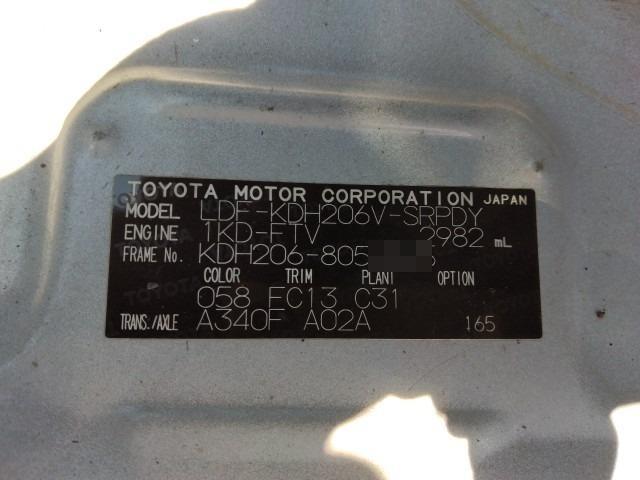 TOYOTA MOTOR CORPORATION JAPAN
MODEL LDF-KDH206V-SRPDY
ENGINE 1KD-FTV 2982 mL
FRAME No. KDH206-805
COLOR TRIM PLANT OPTION
058 FC13 C31
TRANS./AXLE A340F A02A 165